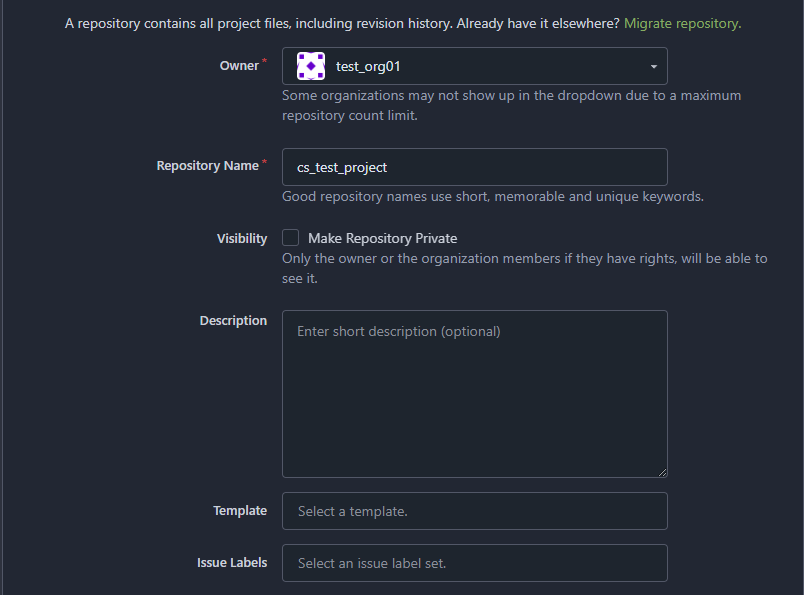 A repository contains all project files, including revision history. Already have it elsewhere? Migrate repository.
Owner *
test_org01
Some organizations may not show up in the dropdown due to a maximum
repository count limit.
Repository Name *
cs_test_project
Good repository names use short, memorable and unique keywords.
Visibility
Make Repository Private
Only the owner or the organization members if they have rights, will be able to
see it.
Description
Enter short description (optional)
Template
Select a template.
Issue Labels
Select an issue label set.